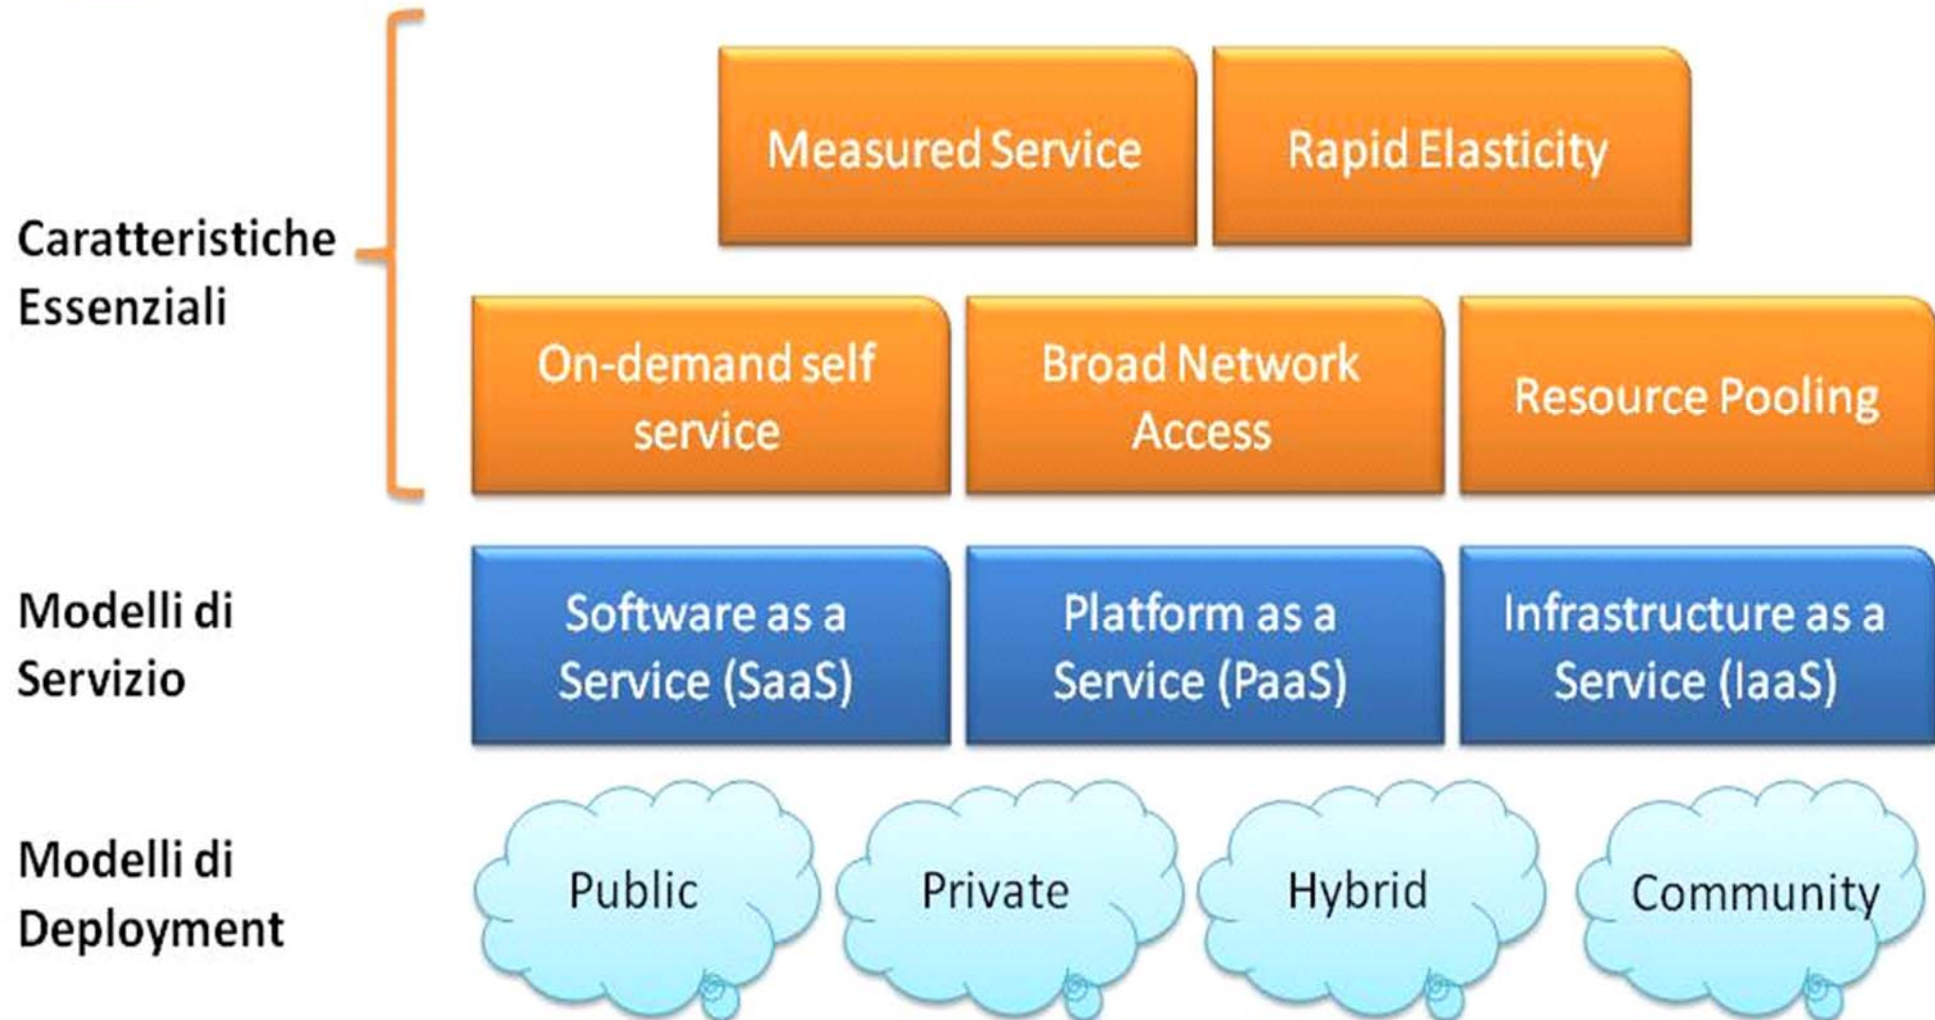 Measured Service
Rapid Elasticity
Caratteristiche
Essenziali
On-demand self
service
Broad Network
Access
Resource Pooling
Modelli di
Servizio
Software as a
Service (SaaS)
Platform as a
Service (PaaS)
Infrastructure as a
Service (IaaS)
Modelli di
Deployment
Public
Private
Hybrid
Community